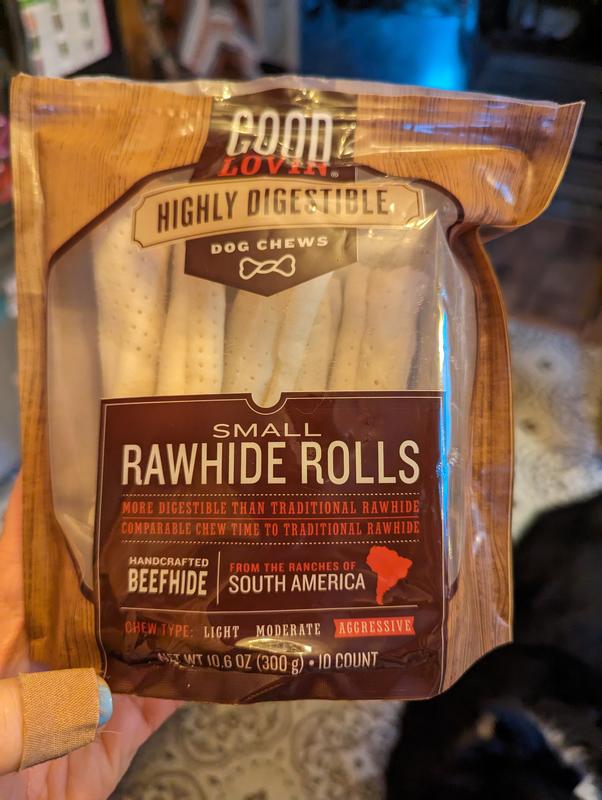 GOOD
LOVIN'®
HIGHLY DIGESTIBLE
DOG CHEWS
SMALL
RAWHIDE ROLLS
MORE DIGESTIBLE THAN TRADITIONAL RAWHIDE
COMPARABLE CHEW TIME TO TRADITIONAL RAWHIDE
HANDCRAFTED
BEEFHIDE
FROM THE RANCHES OF
SOUTH AMERICA
CHEW TYPE: LIGHT MODERATE AGGRESSIVE
NET WT 10.6 OZ (300 g) • 10 COUNT